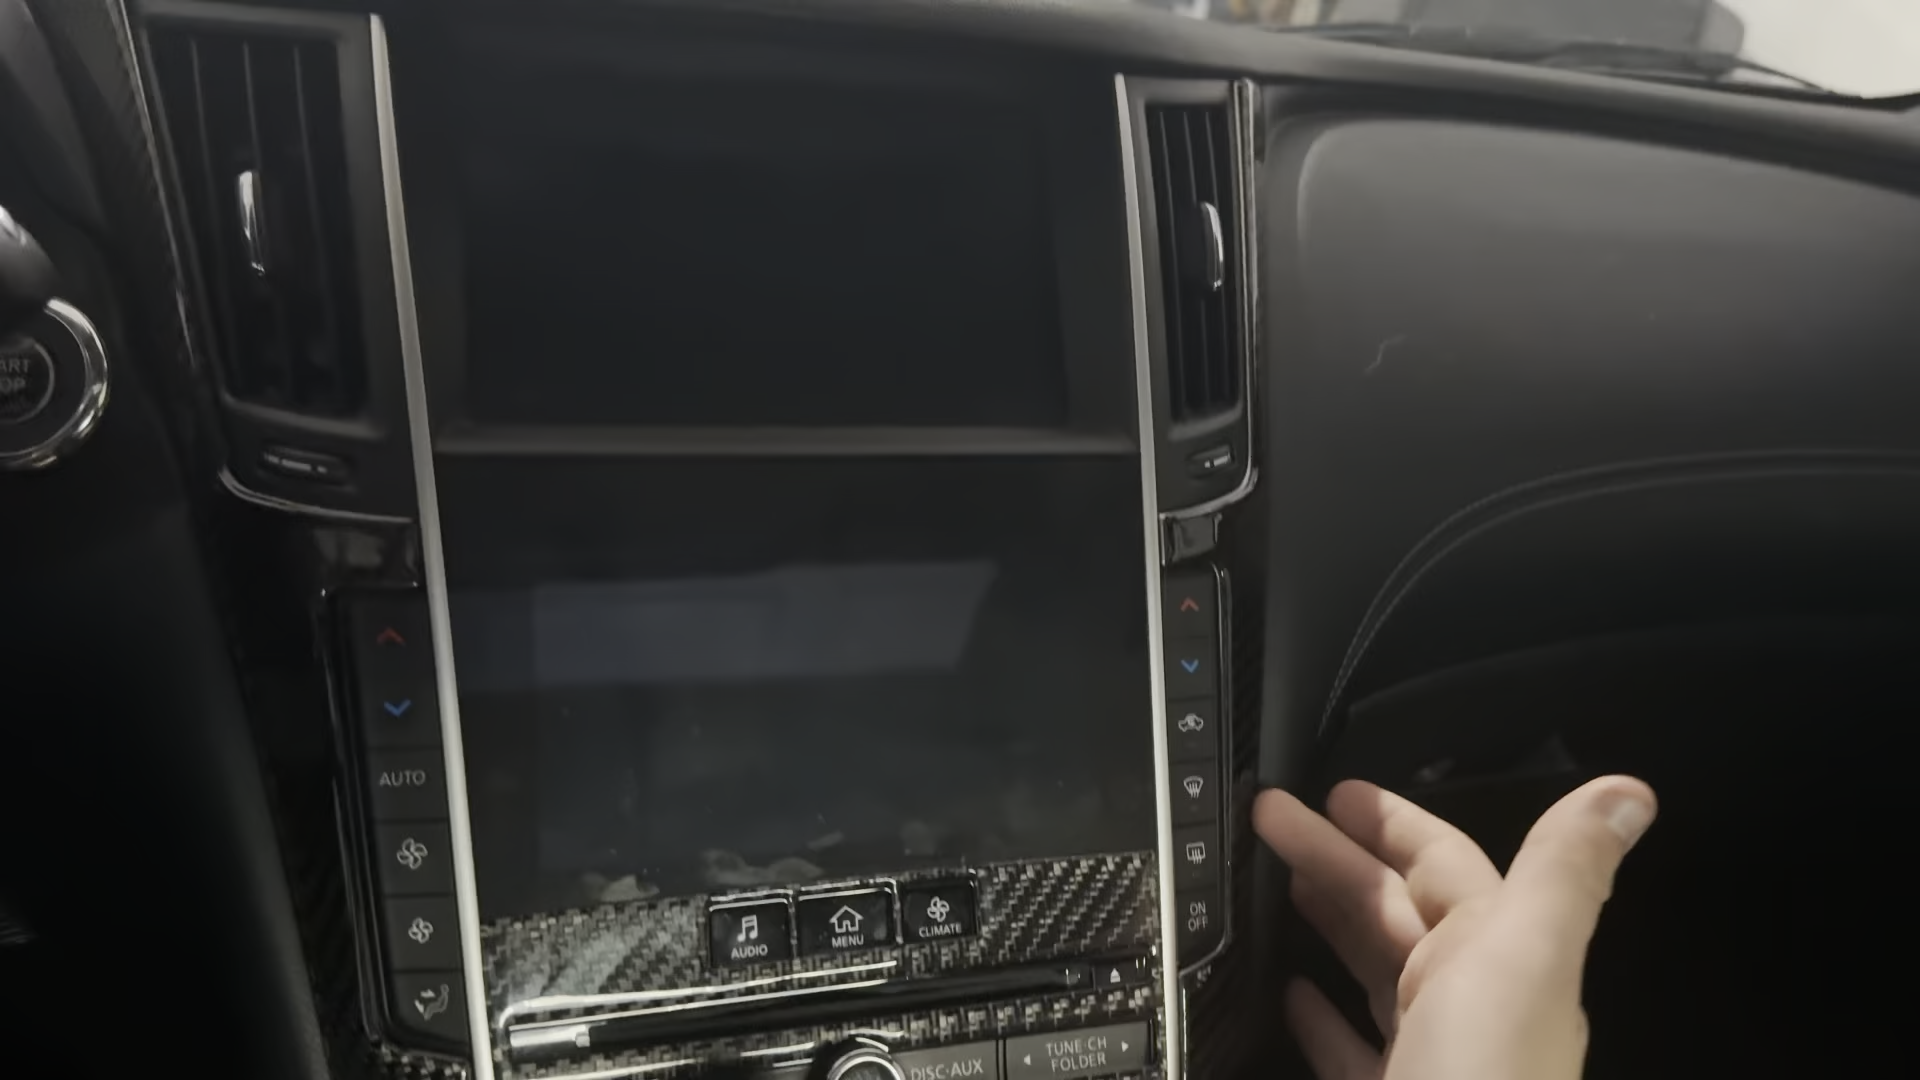 ART
OP
AUTO
AUDIO
MENU
CLIMATE
ON
OFF
DISC·AUX
TUNE·CH
FOLDER